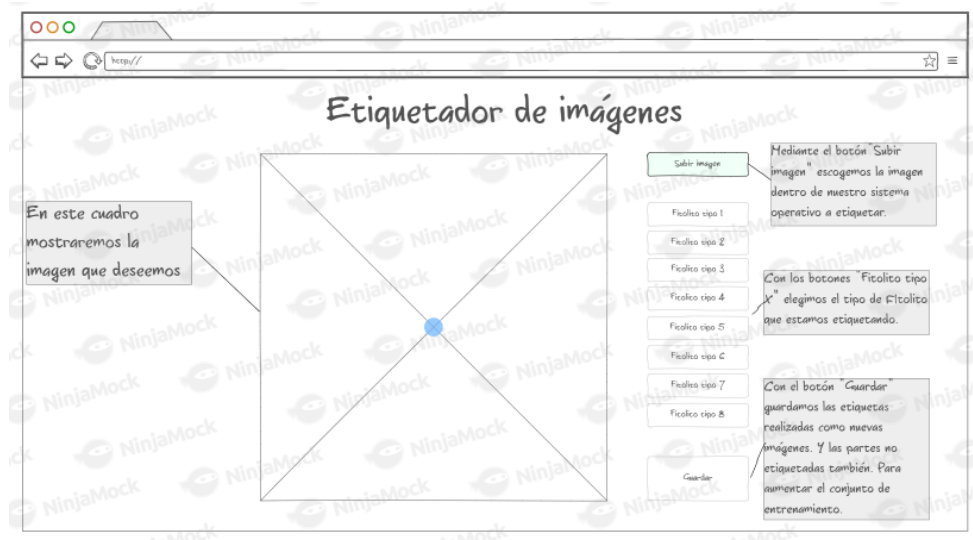 http://
Etiquetador de imágenes
En este cuadro
mostraremos la
imagen que deseemos
Subir imagen
Fitolito tipo 1
Fitolito tipo 2
Fitolito tipo 3
Fitolito tipo 4
Fitolito tipo 5
Fitolito tipo 6
Fitolito tipo 7
Fitolito tipo 8
Guardar
Mediante el botón "Subir
imagen" escogemos la imagen
dentro de nuestro sistema
operativo a etiquetar.
Con los botones "Fitolito tipo
X" elegimos el tipo de Fitolito
que estamos etiquetando.
Con el botón "Guardar"
guardamos las etiquetas
realizadas como nuevas
imágenes. Y las partes no
etiquetadas también. Para
aumentar el conjunto de
entrenamiento.
NinjaMock